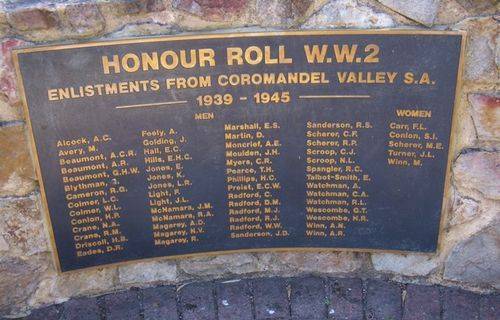 HONOUR ROLL W.W.2
ENLISTMENTS FROM COROMANDEL VALLEY S.A.
1939 - 1945
MEN
Alcock, A.C.
Avery, M.
Beaumont, A.C.R.
Beaumont, A.R.
Beaumont, G.H.W.
Blythman, S.
Cameron, R.G.
Colmer, L.C.
Colmer, W.L.
Conlon, H.P.
Crane, N.A.
Crane, R.M.
Driscoll, H.B.
Eades, D.R.
Feely, A.
Golding, J.
Hall, E.C.
Hills, E.H.C.
Jones, E.
Jones, K.
Jones, L.R.
Light, P.
Light, J.L.
McNamara, J.M.
McNamara, R.A.
Magarey, A.D.
Magarey, N.V.
Magarey, R.
Marshall, E.S.
Martin, D.
Moncrief, A.E.
Moulden, J.H.
Myers, C.R.
Pearce, T.H.
Phillips, H.C.
Preist, E.C.W.
Radford, C.
Radford, D.M.
Radford, M.J.
Radford, R.J.
Radford, W.W.
Sanderson, J.D.
Sanderson, R.S.
Scherer, C.F.
Scherer, R.P.
Scroop, C.J.
Scroop, N.L.
Spangler, R.C.
Talbot-Smith, E.
Watchman, A.
Watchman, C.A.
Watchman, R.L.
Wescombe, G.T.
Wescombe, H.R.
Winn, A.N.
Winn, A.R.
WOMEN
Carr, F.L.
Conlon, S.I.
Scherer, M.E.
Turner, J.L.
Winn, M.